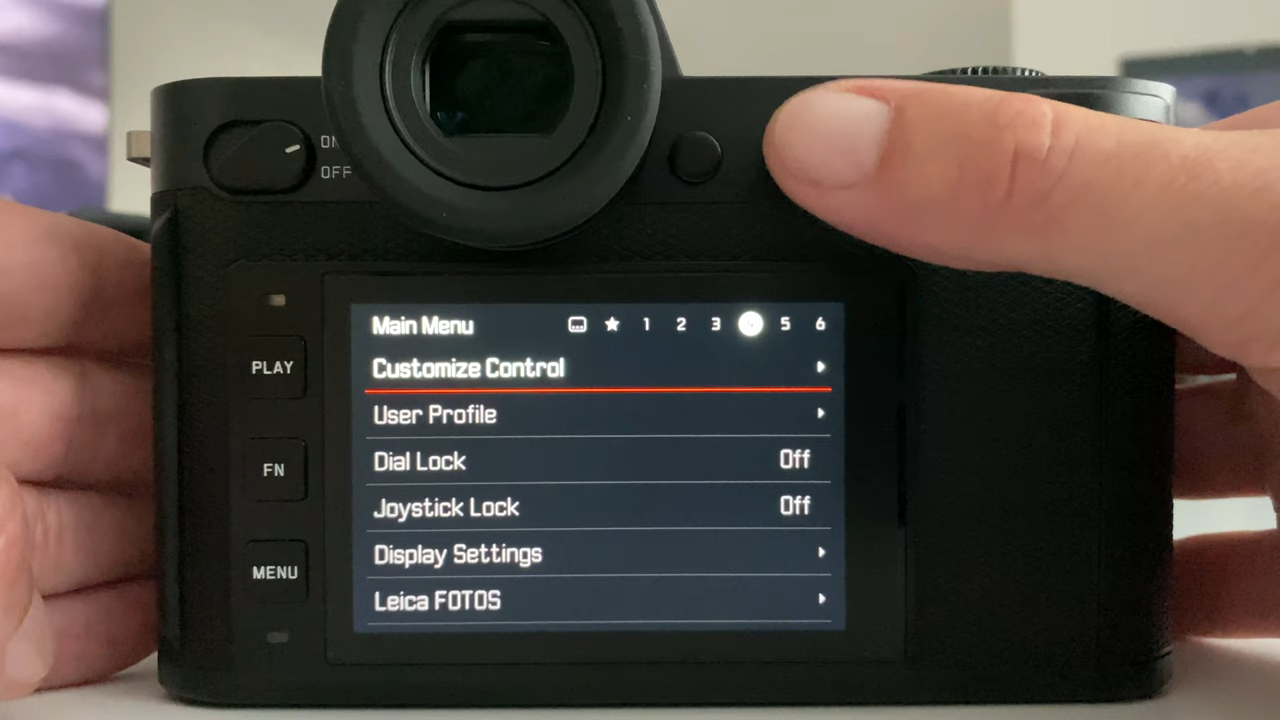 ON
OFF
Main Menu 1 2 3 4 5 6
Customize Control
PLAY
User Profile
Dial Lock Off
FN
Joystick Lock Off
Display Settings
MENU
Leica FOTOS